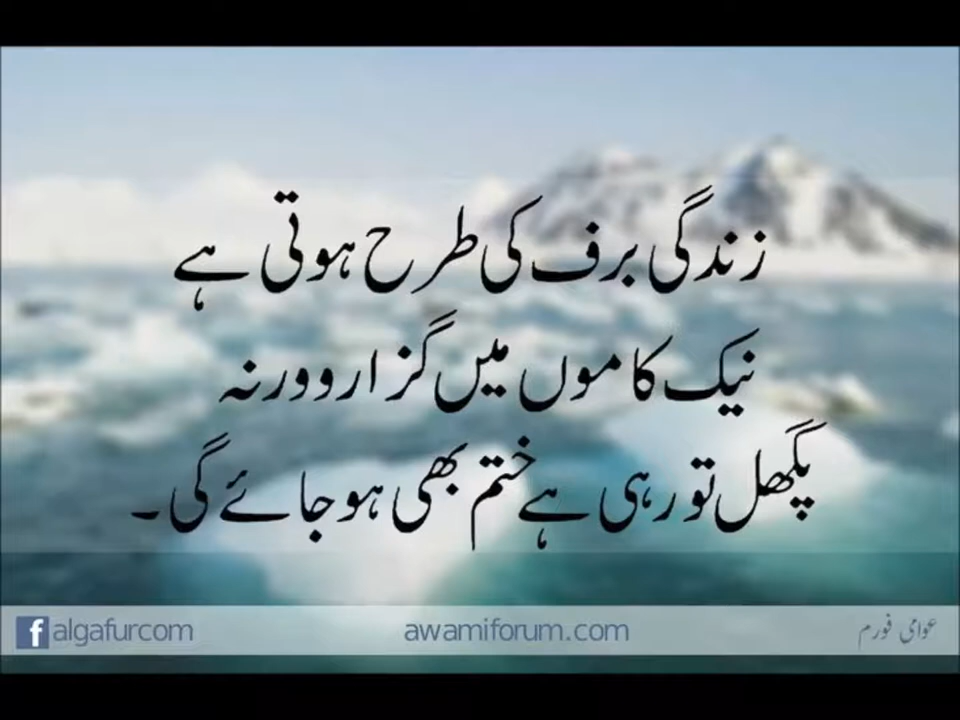 زندگی برف کی طرح ہوتی ہے
نیک کاموں میں گزارو ورنہ
پگھل تو رہی ہے ختم بھی ہو جائے گی۔
algafurcom
awamiforum.com
عوامی فورم